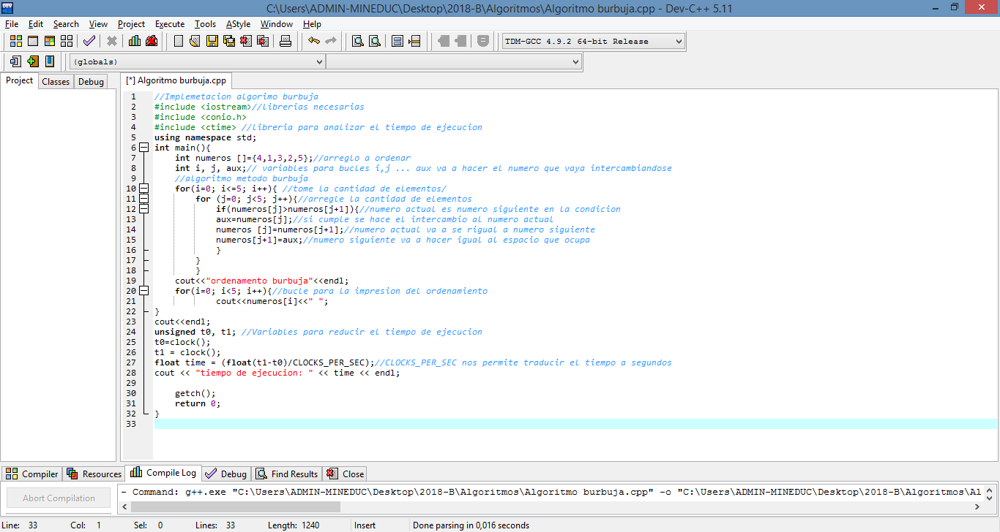 C:\Users\ADMIN-MINEDUC\Desktop\2018-B\Algoritmos\Algoritmo burbuja.cpp - Dev-C++ 5.11
File Edit Search View Project Execute Tools AStyle Window Help
TDM-GCC 4.9.2 64-bit Release
(globals)
Project Classes Debug
[*] Algoritmo burbuja.cpp
1 //Implemetacion algorimo burbuja
2 #include <iostream>//librerias necesarias
3 #include <conio.h>
4 #include <ctime> //libreria para analizar el tiempo de ejecucion
5 using namespace std;
6 int main(){
7 int numeros []={4,1,3,2,5};//arreglo a ordenar
8 int i, j, aux;// variables para bucles i,j ... aux va a hacer el numero que vaya intercambiandose
9 //algoritmo metodo burbuja
10 for(i=0; i<=5; i++){ //tome la cantidad de elementos/
11 for (j=0; j<5; j++){//arregle la cantidad de elementos
12 if(numeros[j]>numeros[j+1]){//numero actual es numero siguiente en la condicion
13 aux=numeros[j];//si cumple se hace el intercambio al numero actual
14 numeros [j]=numeros[j+1];//numero actual va a se rigual a numero siguiente
15 numeros[j+1]=aux;//numero siguiente va a hacer igual al espacio que ocupa
16 }
17 }
18 }
19 cout<<"ordenamento burbuja"<<endl;
20 for(i=0; i<5; i++){//bucle para la impresion del ordenamiento
21 cout<<numeros[i]<<" ";
22 }
23 cout<<endl;
24 unsigned t0, t1; //Variables para reducir el tiempo de ejecucion
25 t0=clock();
26 t1 = clock();
27 float time = (float(t1-t0)/CLOCKS_PER_SEC);//CLOCKS_PER_SEC nos permite traducir el tiempo a segundos
28 cout << "tiempo de ejecucion: " << time << endl;
29
30 getch();
31 return 0;
32 }
33
Compiler Resources Compile Log Debug Find Results Close
Abort Compilation
- Command: g++.exe "C:\Users\ADMIN-MINEDUC\Desktop\2018-B\Algoritmos\Algoritmo burbuja.cpp" -o "C:\Users\ADMIN-MINEDUC\Desktop\2018-B\Algoritmos\Al
Line: 33 Col: 1 Sel: 0 Lines: 33 Length: 1240 Insert Done parsing in 0,016 seconds